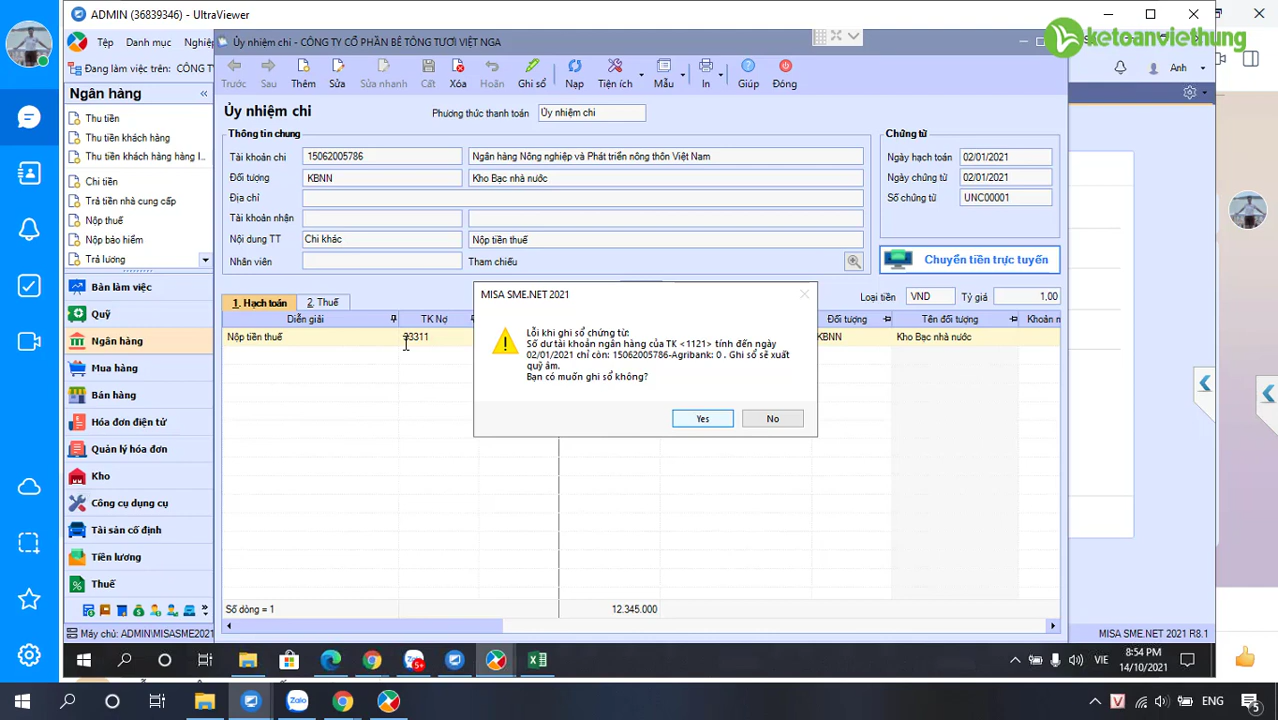 ADMIN (36839346) - UltraViewer
ketoanviethung
Tệp Danh mục Nghiệp
Ủy nhiệm chi - CÔNG TY CỔ PHẦN BÊ TÔNG TƯƠI VIỆT NGA
Đang làm việc trên: CÔNG T
Anh
Trước Sau Thêm Sửa Sửa nhanh Cất Xóa Hoãn Ghi sổ Nạp Tiện ích Mẫu In Giúp Đóng
Ngân hàng
Thu tiền
Thu tiền khách hàng
Thu tiền khách hàng hàng l...
Chi tiền
Trả tiền nhà cung cấp
Nộp thuế
Nộp bảo hiểm
Trả lương
Bàn làm việc
Quỹ
Ngân hàng
Mua hàng
Bán hàng
Hóa đơn điện tử
Quản lý hóa đơn
Kho
Công cụ dụng cụ
Tài sản cố định
Tiền lương
Thuế
Ủy nhiệm chi
Phương thức thanh toán Ủy nhiệm chi
Thông tin chung
Tài khoản chi 15062005786 Ngân hàng Nông nghiệp và Phát triển nông thôn Việt Nam
Đối tượng KBNN Kho Bạc nhà nước
Địa chỉ
Tài khoản nhận
Nội dung TT Chi khác Nộp tiền thuế
Nhân viên Tham chiếu
Chứng từ
Ngày hạch toán 02/01/2021
Ngày chứng từ 02/01/2021
Số chứng từ UNC00001
Chuyển tiền trực tuyến
1. Hạch toán 2. Thuế
Loại tiền VND Tỷ giá 1.00
Diễn giải TK Nợ Đối tượng Tên đối tượng Khoản m
Nộp tiền thuế 33311 KBNN Kho Bạc nhà nước
MISA SME.NET 2021
Lỗi khi ghi sổ chứng từ:
Số dư tài khoản ngân hàng của TK <1121> tính đến ngày
02/01/2021 chỉ còn: 15062005786-Agribank: 0 . Ghi sổ sẽ xuất
quỹ âm.
Bạn có muốn ghi sổ không?
Yes No
Số dòng = 1 12.345.000
Máy chủ: ADMIN\MISASME2021
MISA SME.NET 2021 R8.1
5+
VIE
8:54 PM
14/10/2021
Zalo
V
ENG
5